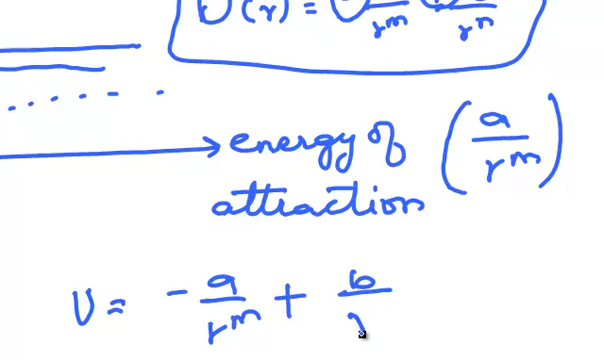 U(r) =
r^m r^n
→ energy of (a/r^m)
attraction
U = - a/r^m + b/